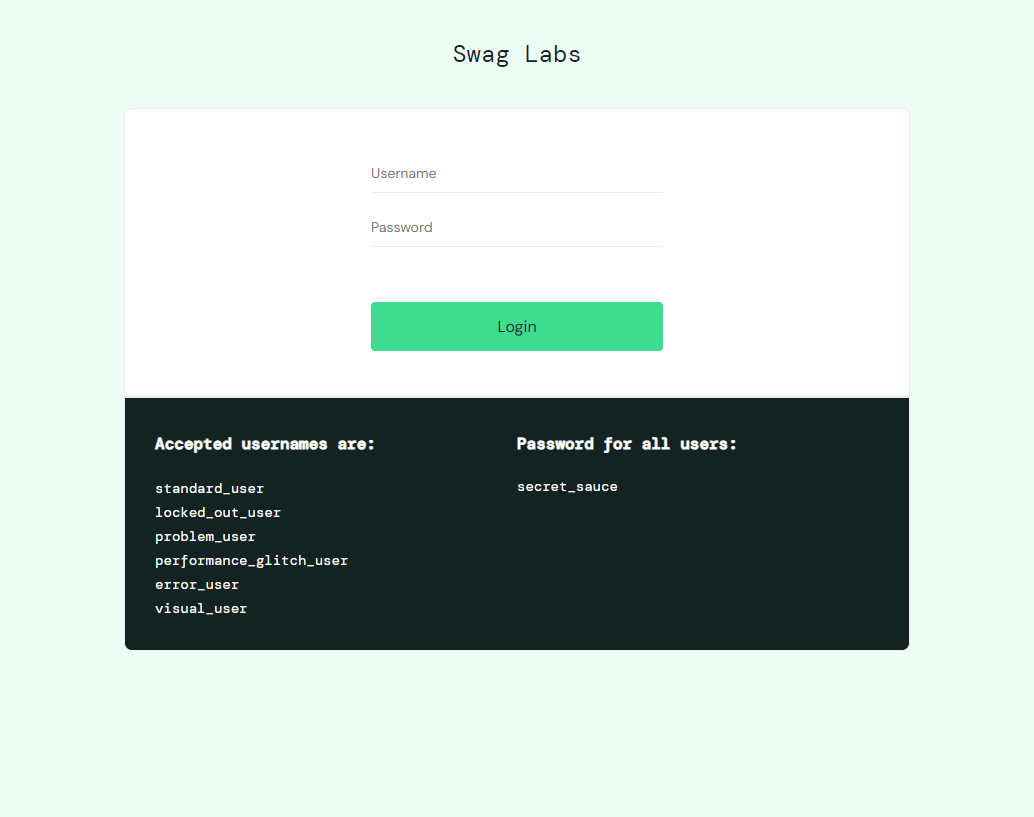 Swag Labs
Username
Password
Login
Accepted usernames are:
standard_user
locked_out_user
problem_user
performance_glitch_user
error_user
visual_user
Password for all users:
secret_sauce